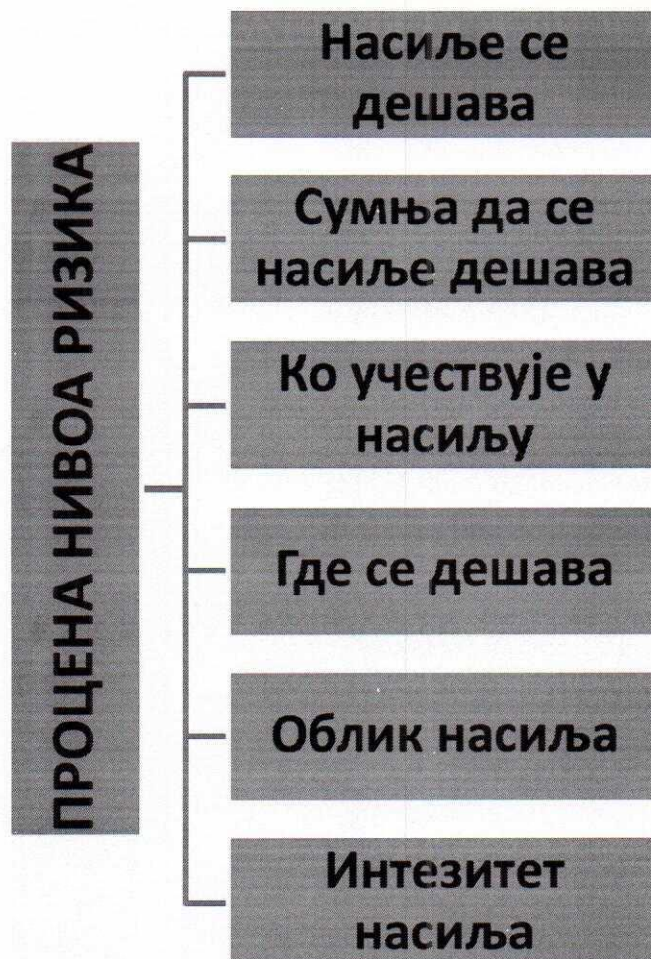 ПРОЦЕНА НИВОА РИЗИКА
Насиље се
дешава
Сумња да се
насиље дешава
Ко учествује у
насиљу
Где се дешава
Облик насиља
Интезитет
насиља